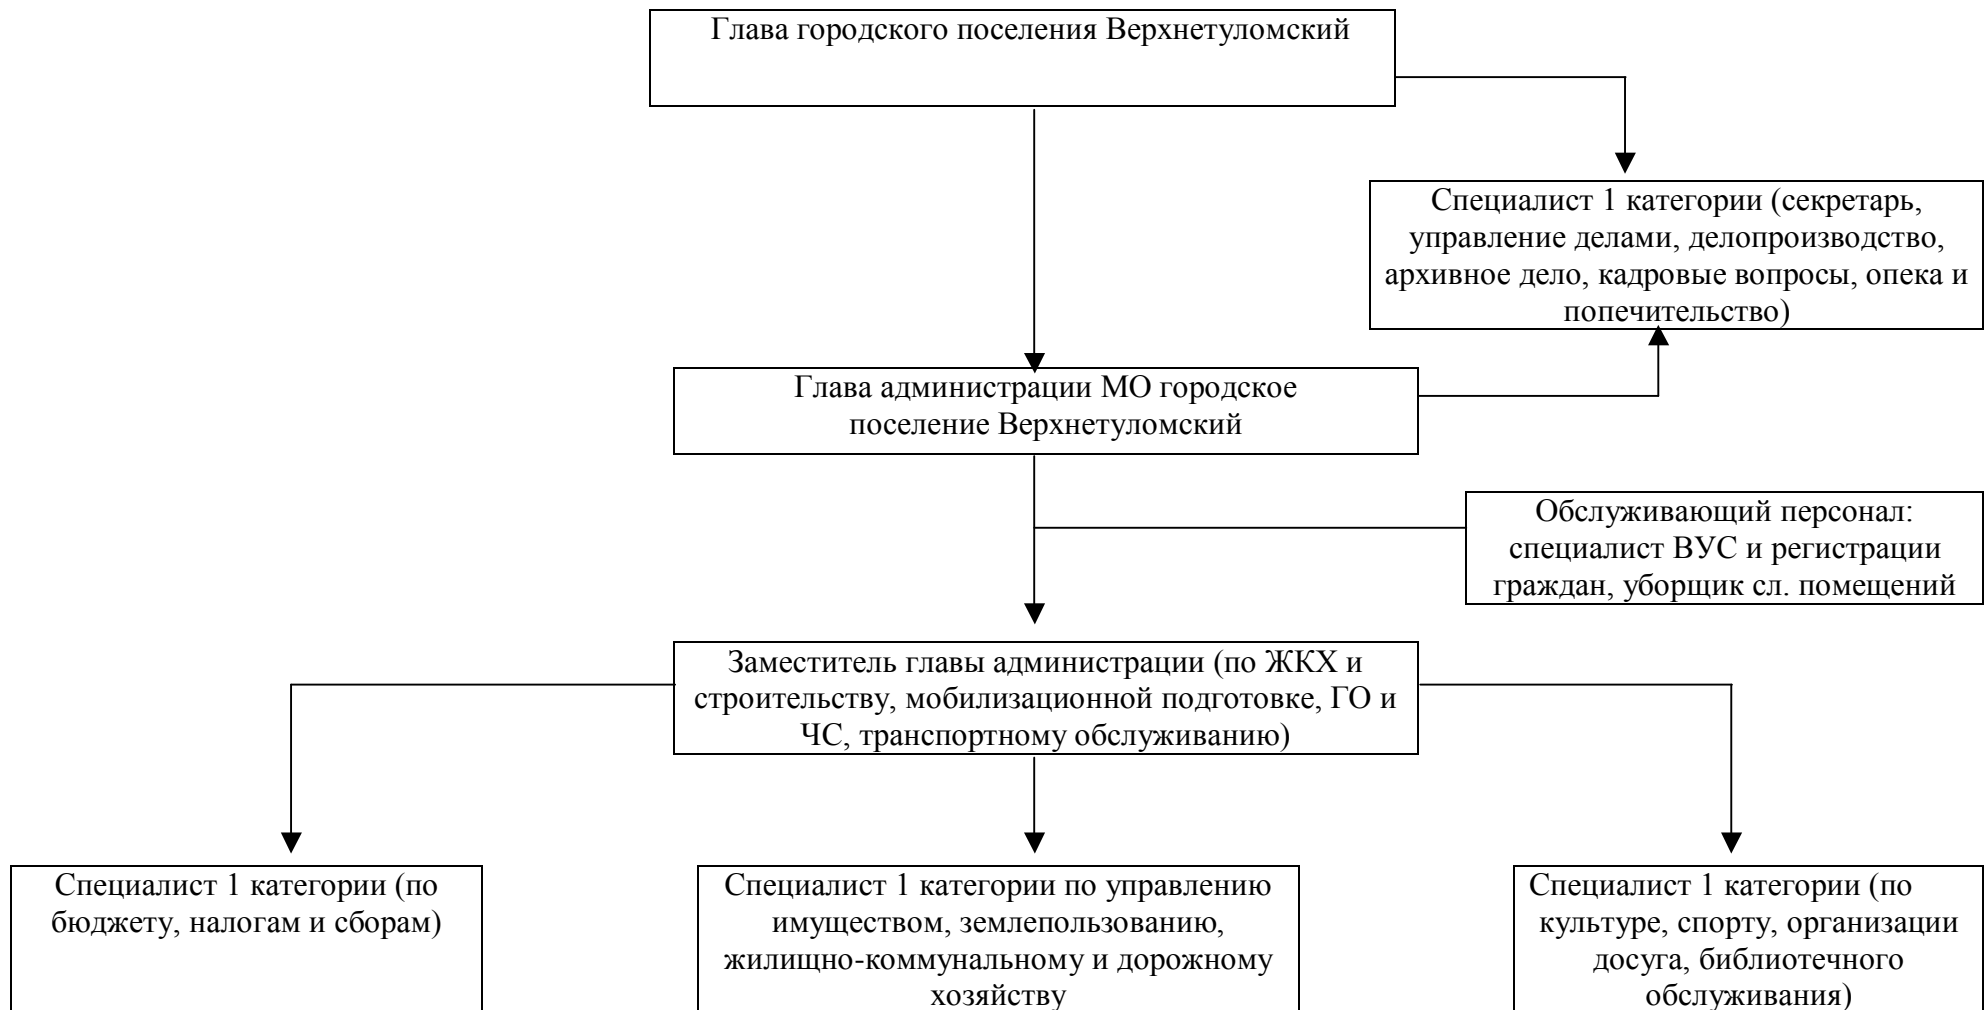 Глава городского поселения Верхнетуломский
Специалист 1 категории (секретарь,
управление делами, делопроизводство,
архивное дело, кадровые вопросы, опека и
попечительство)
Глава администрации МО городское
поселение Верхнетуломский
Обслуживающий персонал:
специалист ВУС и регистрации
граждан, уборщик сл. помещений
Заместитель главы администрации (по ЖКХ и
строительству, мобилизационной подготовке, ГО и
ЧС, транспортному обслуживанию)
Специалист 1 категории (по
бюджету, налогам и сборам)
Специалист 1 категории по управлению
имуществом, землепользованию,
жилищно-коммунальному и дорожному
хозяйству
Специалист 1 категории (по
культуре, спорту, организации
досуга, библиотечного
обслуживания)